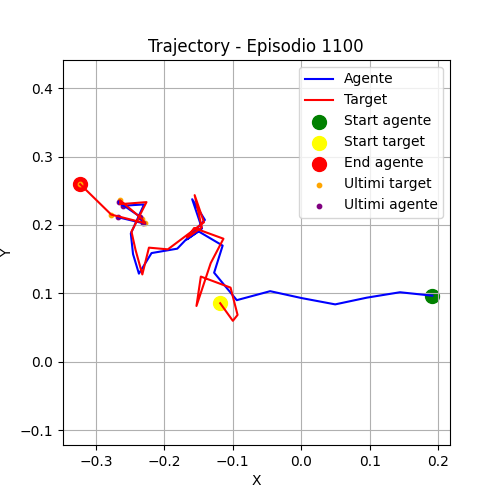 Trajectory - Episodio 1100
Agente
Target
Start agente
Start target
End agente
Ultimi target
Ultimi agente
0.4
0.3
0.2
0.1
0.0
−0.1
Y
−0.3
−0.2
−0.1
0.0
0.1
0.2
X